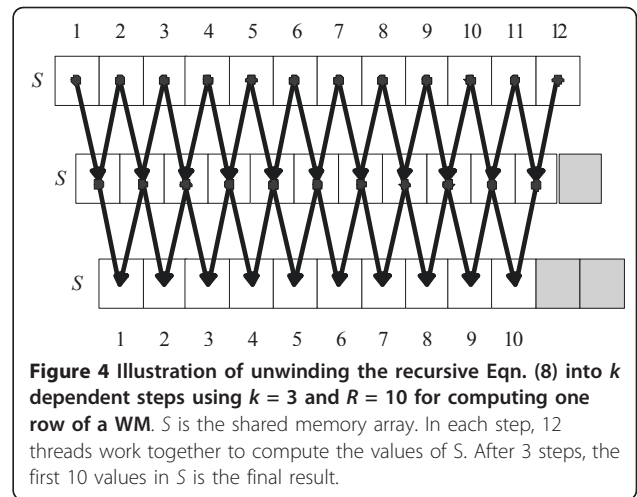 1 2 3 4 5 6 7 8 9 10 11 12
S
S
S
1 2 3 4 5 6 7 8 9 10
Figure 4 Illustration of unwinding the recursive Eqn. (8) into k
dependent steps using k = 3 and R = 10 for computing one
row of a WM. S is the shared memory array. In each step, 12
threads work together to compute the values of S. After 3 steps, the
first 10 values in S is the final result.